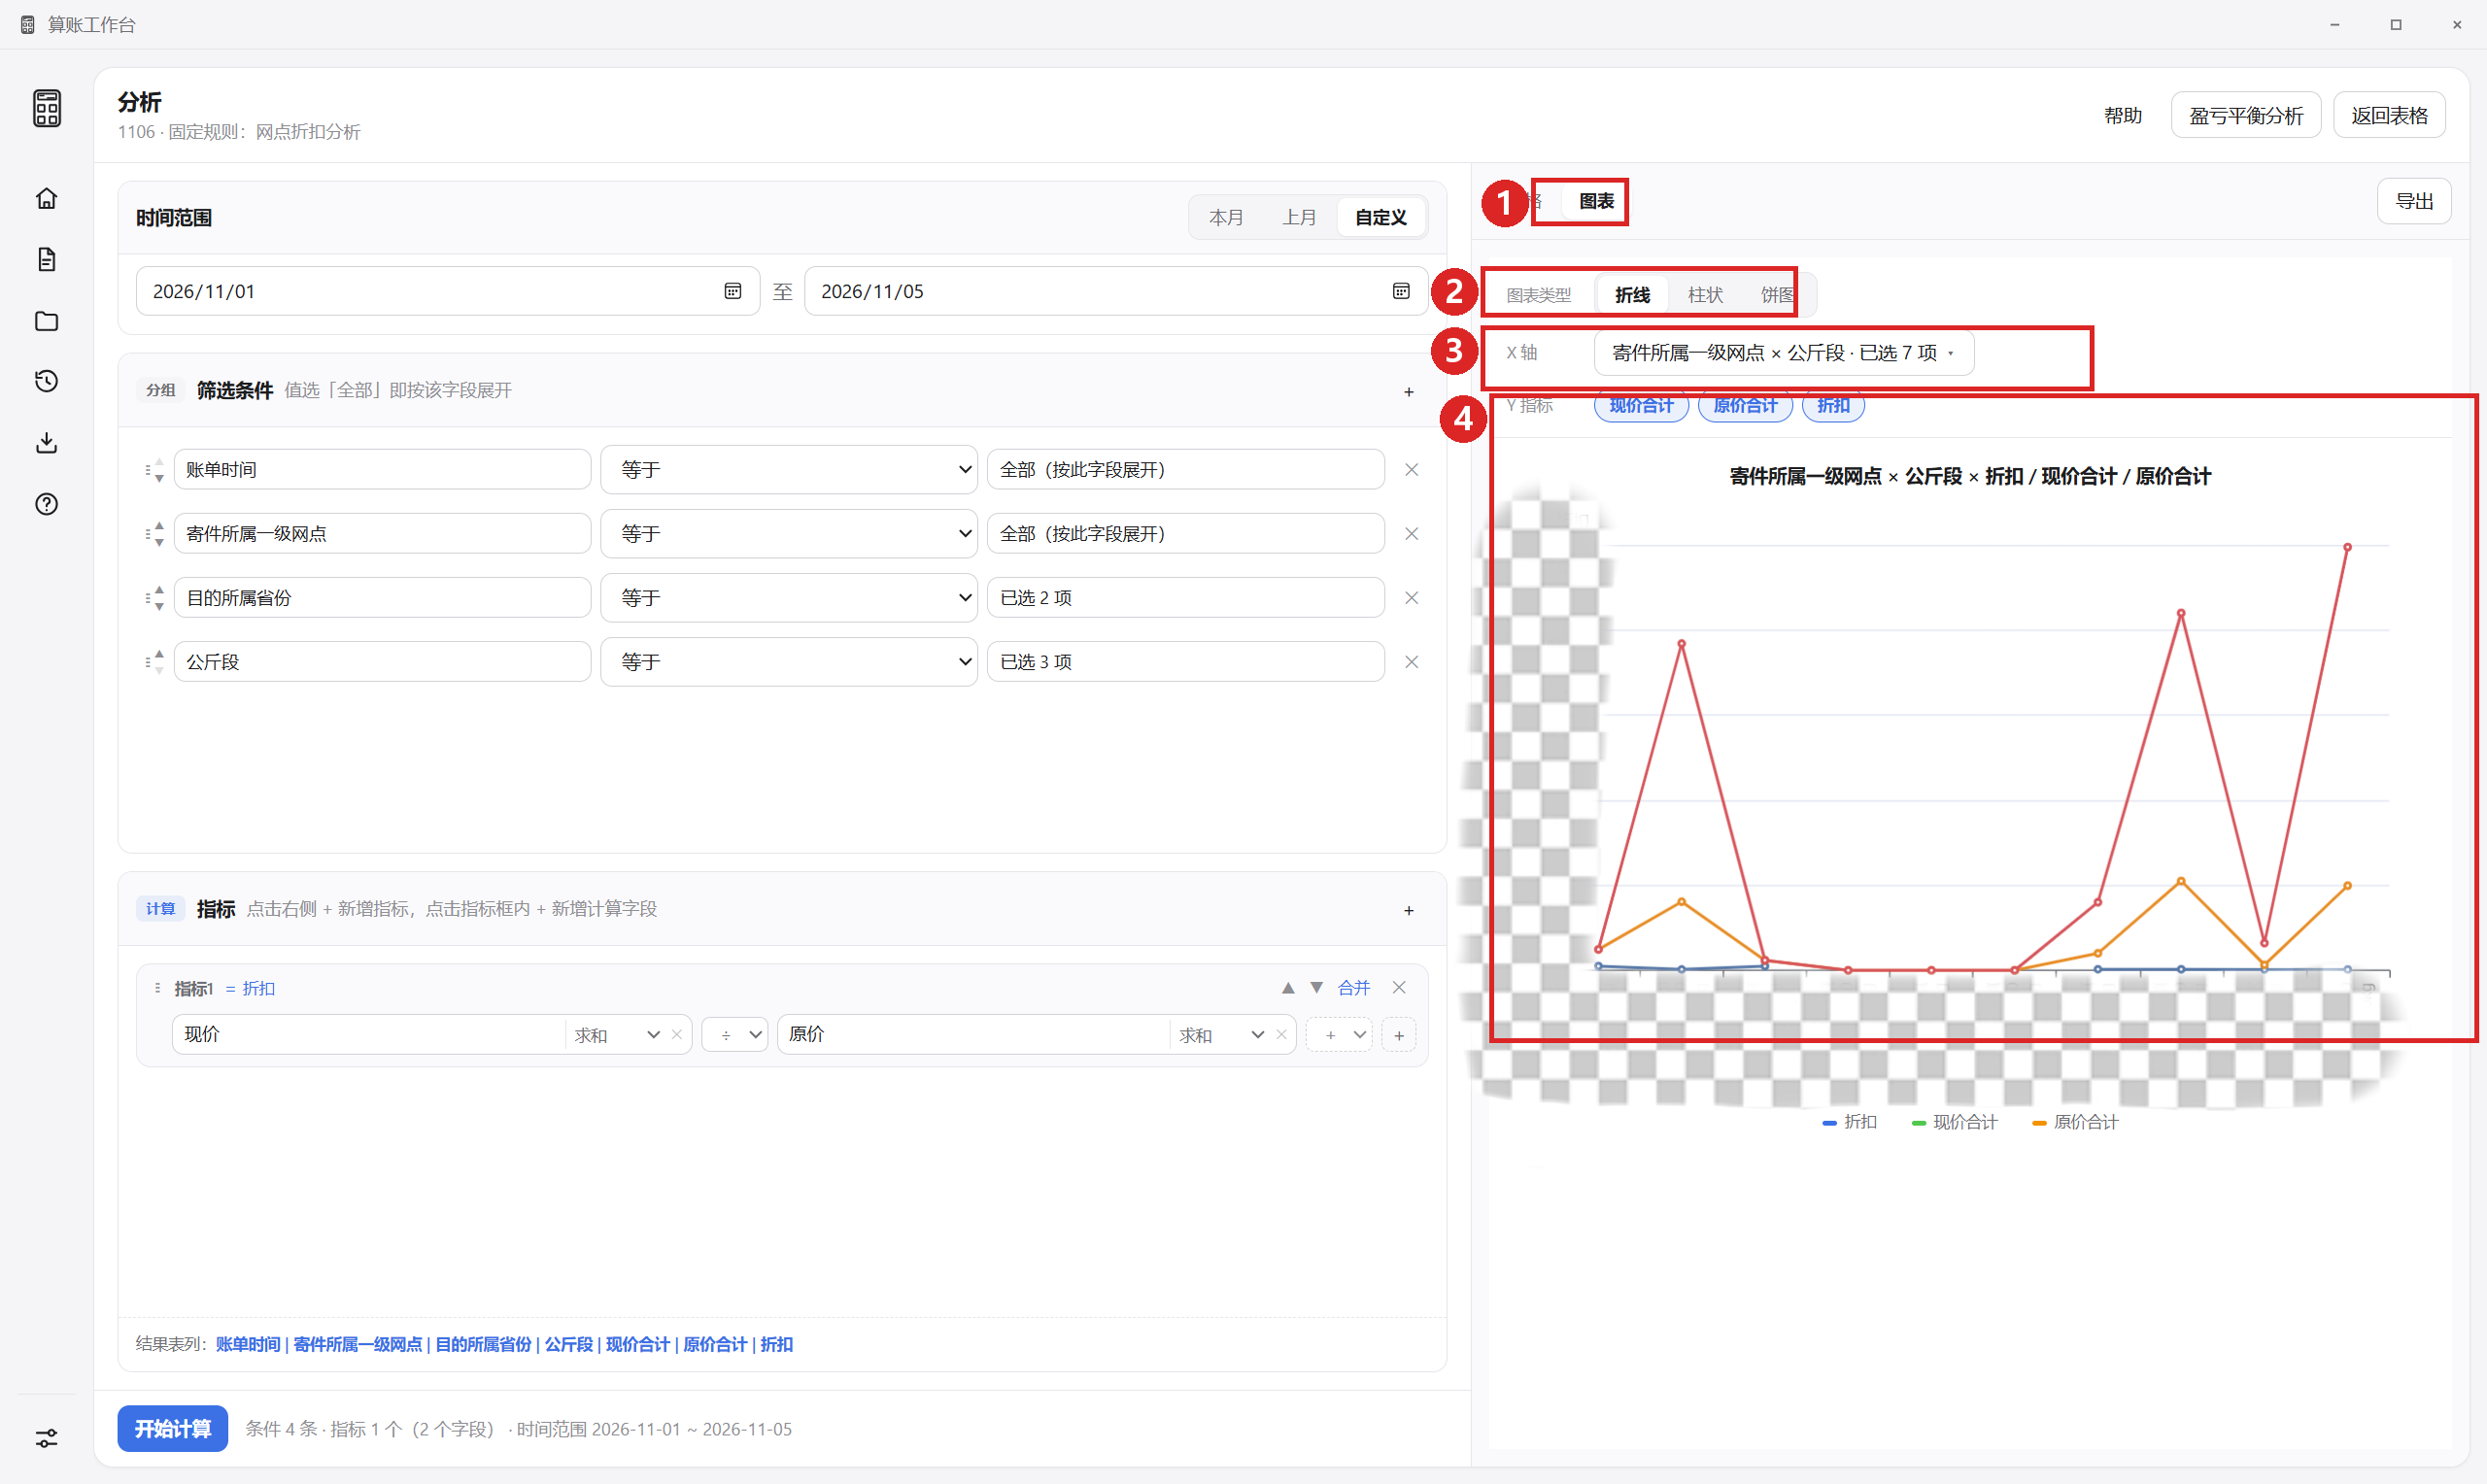 算账工作台
分析
1106 · 固定规则：网点折扣分析
帮助
盈亏平衡分析
返回表格
时间范围
本月
上月
自定义
2026/11/01
至
2026/11/05
分组
筛选条件
值选「全部」即按该字段展开
+
账单时间
等于
全部（按此字段展开）
寄件所属一级网点
等于
全部（按此字段展开）
目的所属省份
等于
已选 2 项
公斤段
等于
已选 3 项
计算
指标
点击右侧 + 新增指标，点击指标框内 + 新增计算字段
+
指标1
= 折扣
合并
现价
求和
÷
原价
求和
+
+
结果表列：账单时间 | 寄件所属一级网点 | 目的所属省份 | 公斤段 | 现价合计 | 原价合计 | 折扣
开始计算
条件 4 条 · 指标 1 个（2 个字段） · 时间范围 2026-11-01 ~ 2026-11-05
1
格
图表
导出
2
图表类型
折线
柱状
饼图
3
X 轴
寄件所属一级网点 × 公斤段 · 已选 7 项
4
Y 指标
现价合计
原价合计
折扣
寄件所属一级网点 × 公斤段 × 折扣 / 现价合计 / 原价合计
折扣
现价合计
原价合计